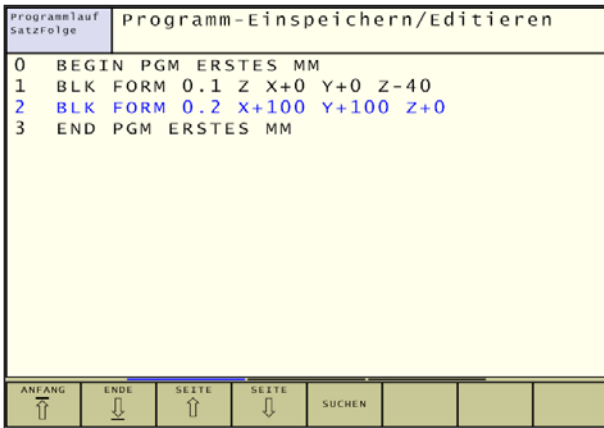 Programmlauf
SatzFolge
Programm-Einspeichern/Editieren
0 BEGIN PGM ERSTES MM
1 BLK FORM 0.1 Z X+0 Y+0 Z-40
2 BLK FORM 0.2 X+100 Y+100 Z+0
3 END PGM ERSTES MM
ANFANG ENDE SEITE SEITE SUCHEN